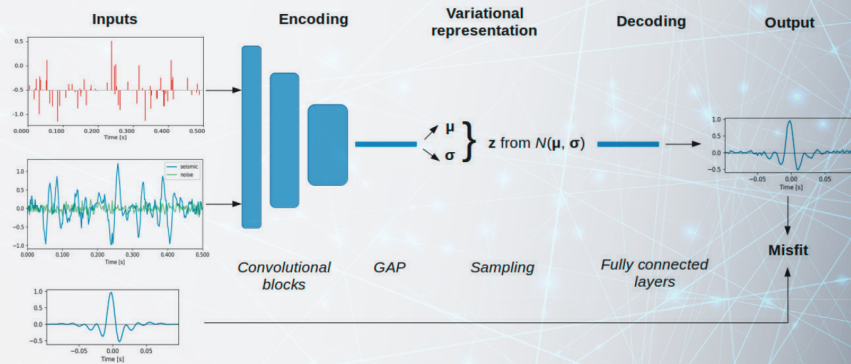 Inputs
Encoding
Variational
representation
Decoding
Output
0.5
0.0
-0.5
-1.0
0.000
0.100
0.200
0.300
0.400
0.500
Time [s]
μ
σ
}
z from N(μ, σ)
1.0
0.5
0.0
-0.5
-0.05
0.00
0.05
Time [s]
seismic
noise
1.0
0.5
0.0
-0.5
-1.0
0.000
0.100
0.200
0.300
0.400
0.500
Time [s]
Misfit
Convolutional
blocks
GAP
Sampling
Fully connected
layers
1.0
0.5
0.0
-0.5
-0.05
0.00
0.05
Time [s]